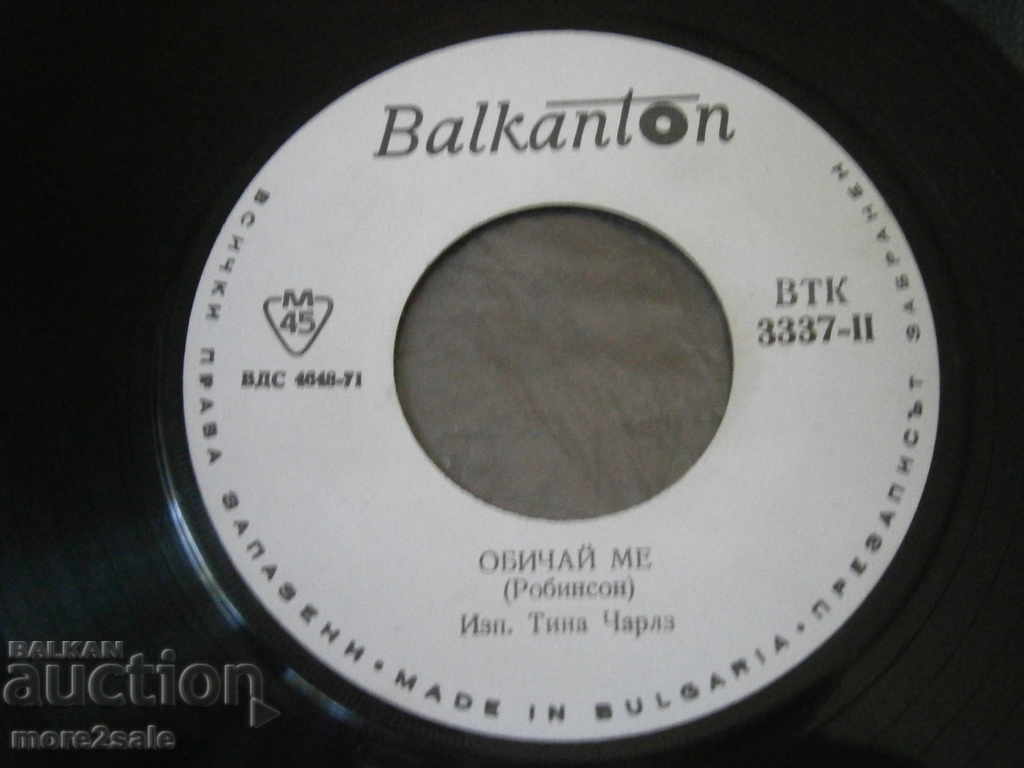 Balkanton
М
45
ВДС 4648-71
ВТК
3337-II
ОБИЧАЙ МЕ
(Робинсон)
Изп. Тина Чарлз
ВСИЧКИ ПРАВА ЗАПАЗЕНИ • MADE IN BULGARIA • ПРЕЗАПИСЪТ ЗАБРАНЕН
BALKAN
auction
more2sale